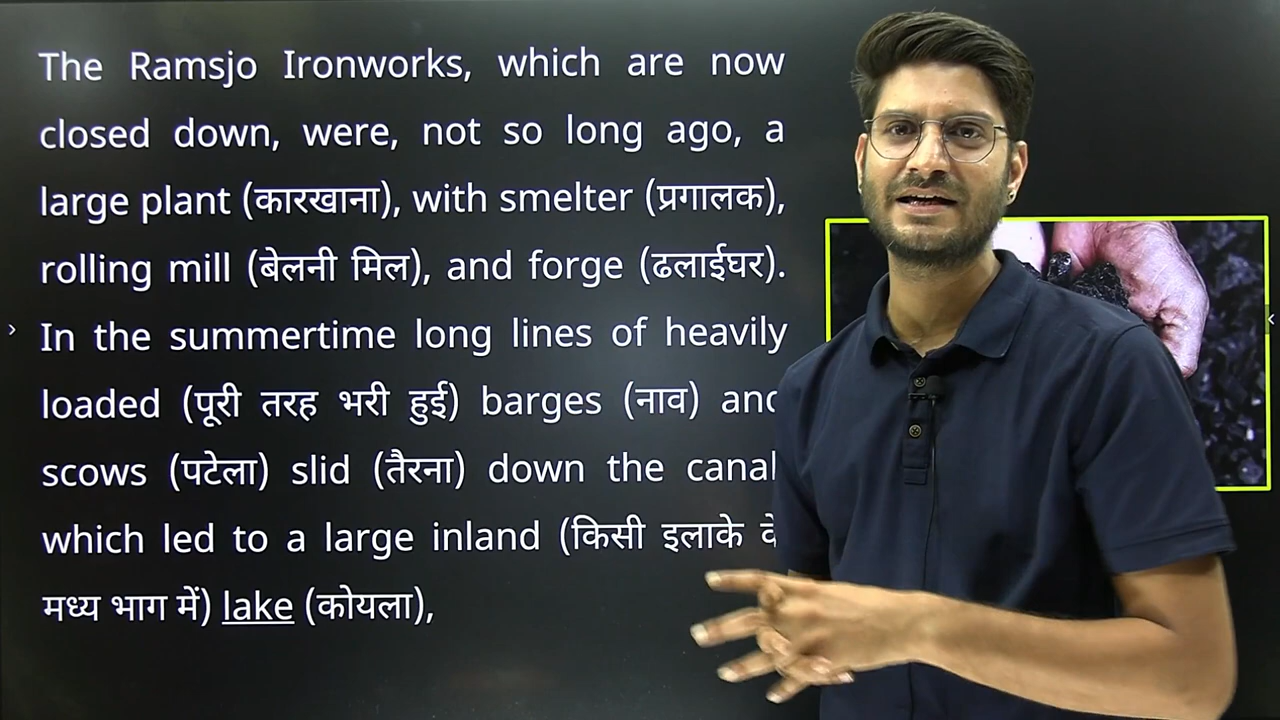 The Ramsjo Ironworks, which are now
closed down, were, not so long ago, a
large plant (कारखाना), with smelter (प्रगालक),
rolling mill (बेलनी मिल), and forge (ढलाईघर).
In the summertime long lines of heavily
loaded (पूरी तरह भरी हुई) barges (नाव) and
scows (पटेला) slid (तैरना) down the canal
which led to a large inland (किसी इलाके के
मध्य भाग में) lake (कोयला),